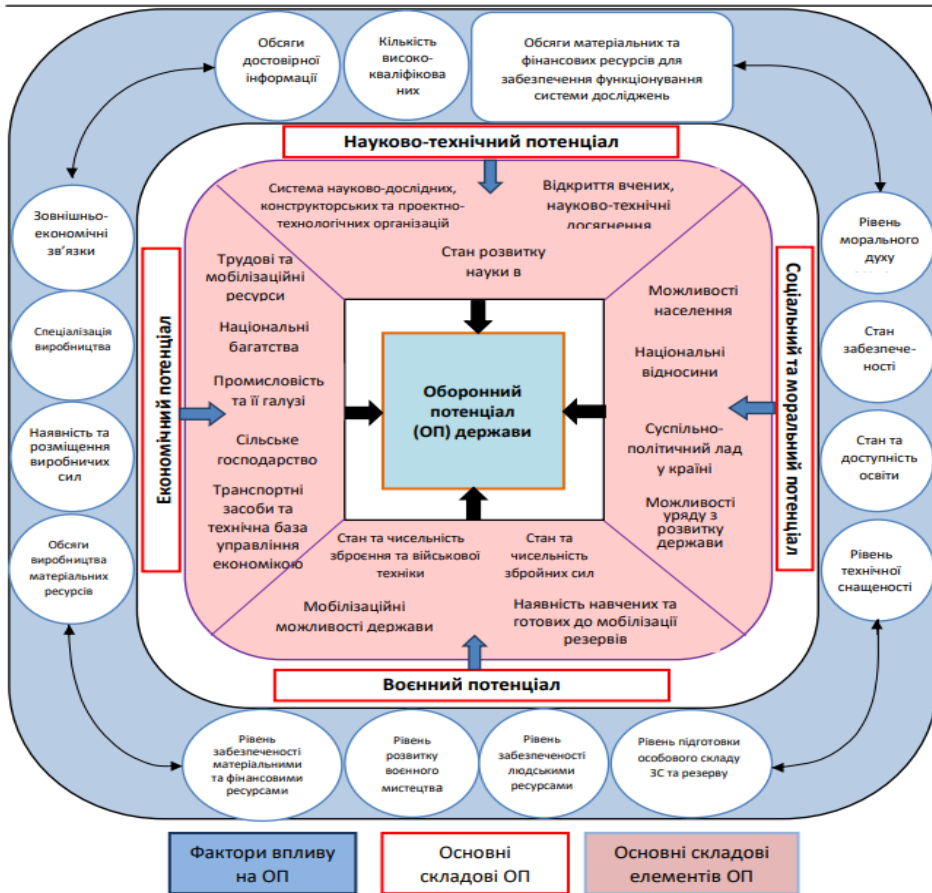 Обсяги
достовірної
інформації
Кількість
високо-
кваліфікова
них
Обсяги матеріальних та
фінансових ресурсів для
забезпечення функціонування
системи досліджень
Науково-технічний потенціал
Система науково-дослідних,
конструкторських та проектно-
технологічних організацій
Відкриття вчених,
науково-технічні
досягнення
Стан розвитку
науки в
Зовнішньо-
економічні
зв’язки
Спеціалізація
виробництва
Наявність та
розміщення
виробничих
сил
Обсяги
виробництва
матеріальних
ресурсів
Економічний потенціал
Трудові та
мобілізаційні
ресурси
Національні
багатства
Промисловість
та її галузі
Сільське
господарство
Транспортні
засоби та
технічна база
управління
економікою
Оборонний
потенціал
(ОП) держави
Можливості
населення
Національні
відносини
Суспільно-
політичний лад
у країні
Можливості
уряду з
розвитку
держави
Соціальний та моральний потенціал
Рівень
морального
духу
Стан
забезпече-
ності
Стан та
доступність
освіти
Рівень
технічної
снащеності
Стан та чисельність
зброєння та військової
техніки
Стан та
чисельність
збройних сил
Мобілізаційні
можливості держави
Наявність навчених та
готових до мобілізації
резервів
Воєнний потенціал
Рівень
забезпеченості
матеріальними
та фінансовими
ресурсами
Рівень
розвитку
воєнного
мистецтва
Рівень
забезпеченості
людськими
ресурсами
Рівень підготовки
особового складу
ЗС та резерву
Фактори впливу
на ОП
Основні
складові ОП
Основні складові
елементів ОП